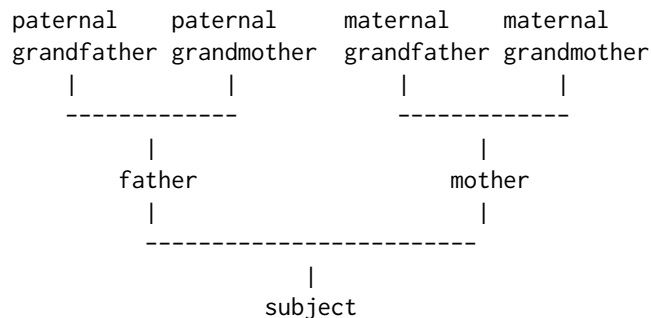 paternal paternal maternal maternal
grandfather grandmother grandfather grandmother
father mother
subject